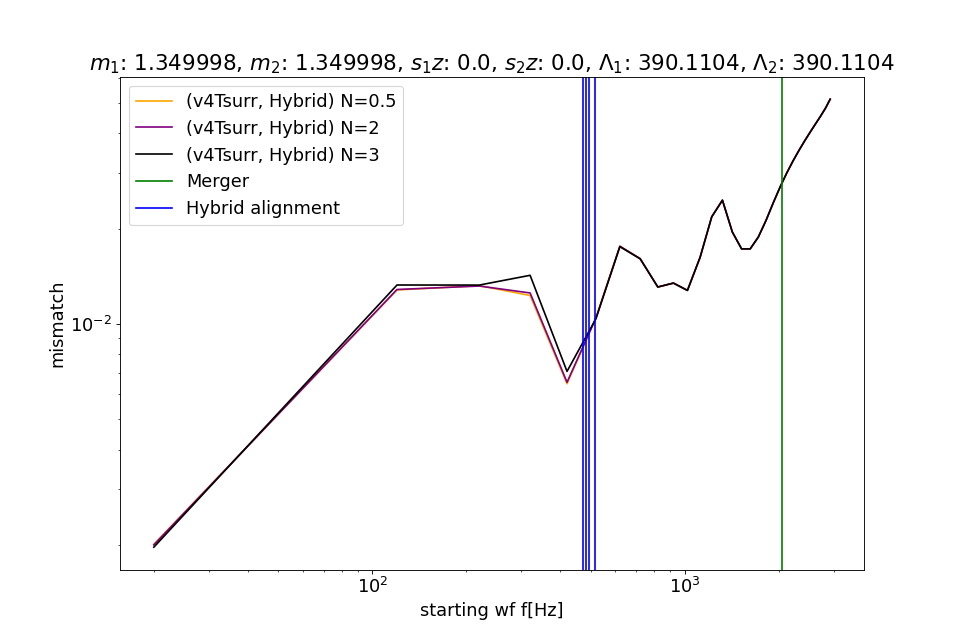 m₁: 1.349998, m₂: 1.349998, s₁z: 0.0, s₂z: 0.0, Λ₁: 390.1104, Λ₂: 390.1104
(v4Tsurr, Hybrid) N=0.5
(v4Tsurr, Hybrid) N=2
(v4Tsurr, Hybrid) N=3
Merger
Hybrid alignment
mismatch
10⁻²
10² 10³
starting wf f[Hz]